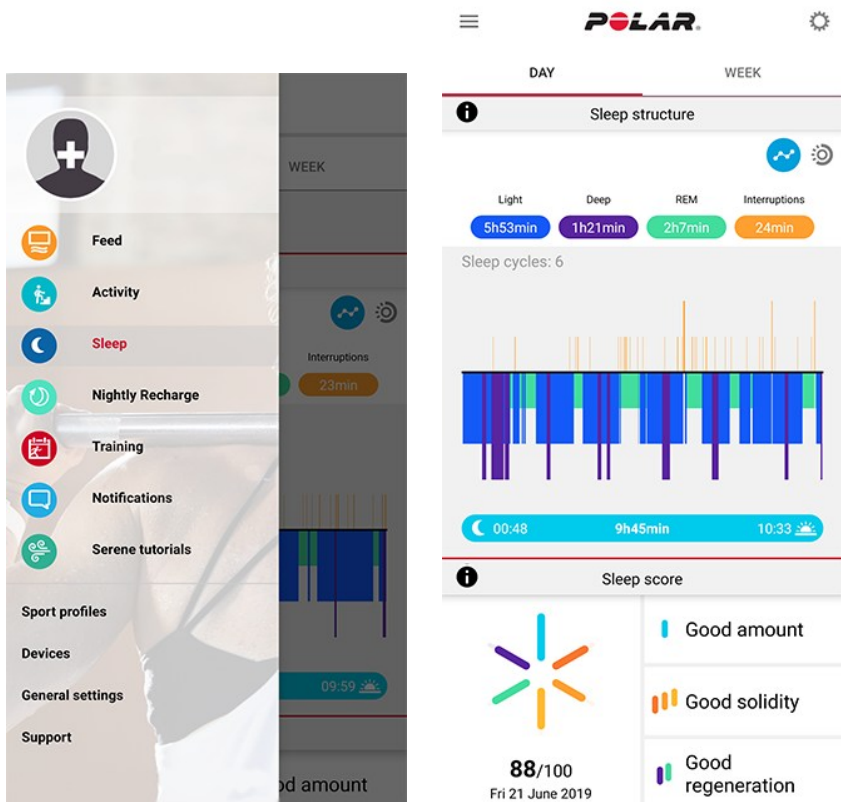 WEEK
Feed
Activity
Sleep
Interruptions
Nightly Recharge
23min
Training
Notifications
Serene tutorials
Sport profiles
Devices
09:59
General settings
Support
od amount
POLAR
DAY WEEK
Sleep structure
Light Deep REM Interruptions
5h53min 1h21min 2h7min 24min
Sleep cycles: 6
00:48 9h45min 10:33
Sleep score
Good amount
Good solidity
88/100
Fri 21 June 2019
Good
regeneration